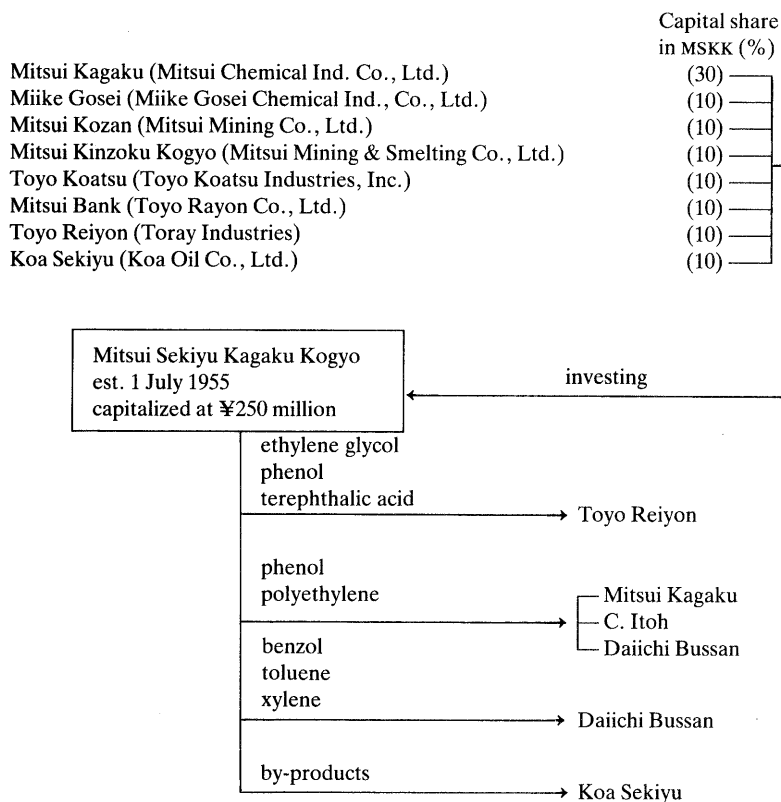 Capital share
in MSKK (%)
Mitsui Kagaku (Mitsui Chemical Ind. Co., Ltd.) (30)
Miike Gosei (Miike Gosei Chemical Ind., Co., Ltd.) (10)
Mitsui Kozan (Mitsui Mining Co., Ltd.) (10)
Mitsui Kinzoku Kogyo (Mitsui Mining & Smelting Co., Ltd.) (10)
Toyo Koatsu (Toyo Koatsu Industries, Inc.) (10)
Mitsui Bank (Toyo Rayon Co., Ltd.) (10)
Toyo Reiyon (Toray Industries) (10)
Koa Sekiyu (Koa Oil Co., Ltd.) (10)
Mitsui Sekiyu Kagaku Kogyo
est. 1 July 1955
capitalized at ¥250 million
investing
ethylene glycol
phenol
terephthalic acid
Toyo Reiyon
phenol
polyethylene
Mitsui Kagaku
C. Itoh
Daiichi Bussan
benzol
toluene
xylene
Daiichi Bussan
by-products
Koa Sekiyu